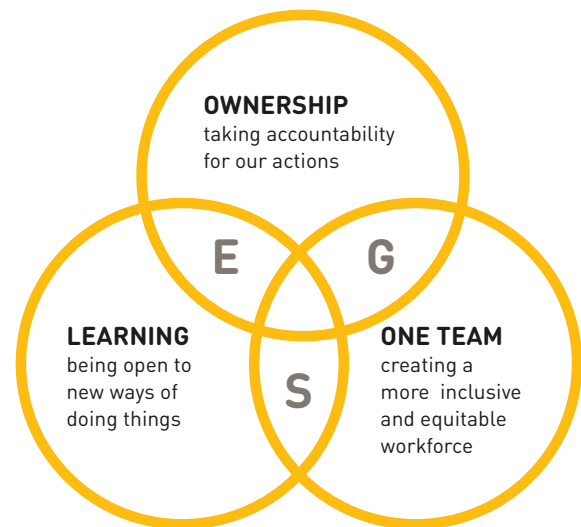 OWNERSHIP
taking accountability
for our actions
E
G
LEARNING
being open to
new ways of
doing things
S
ONE TEAM
creating a
more inclusive
and equitable
workforce